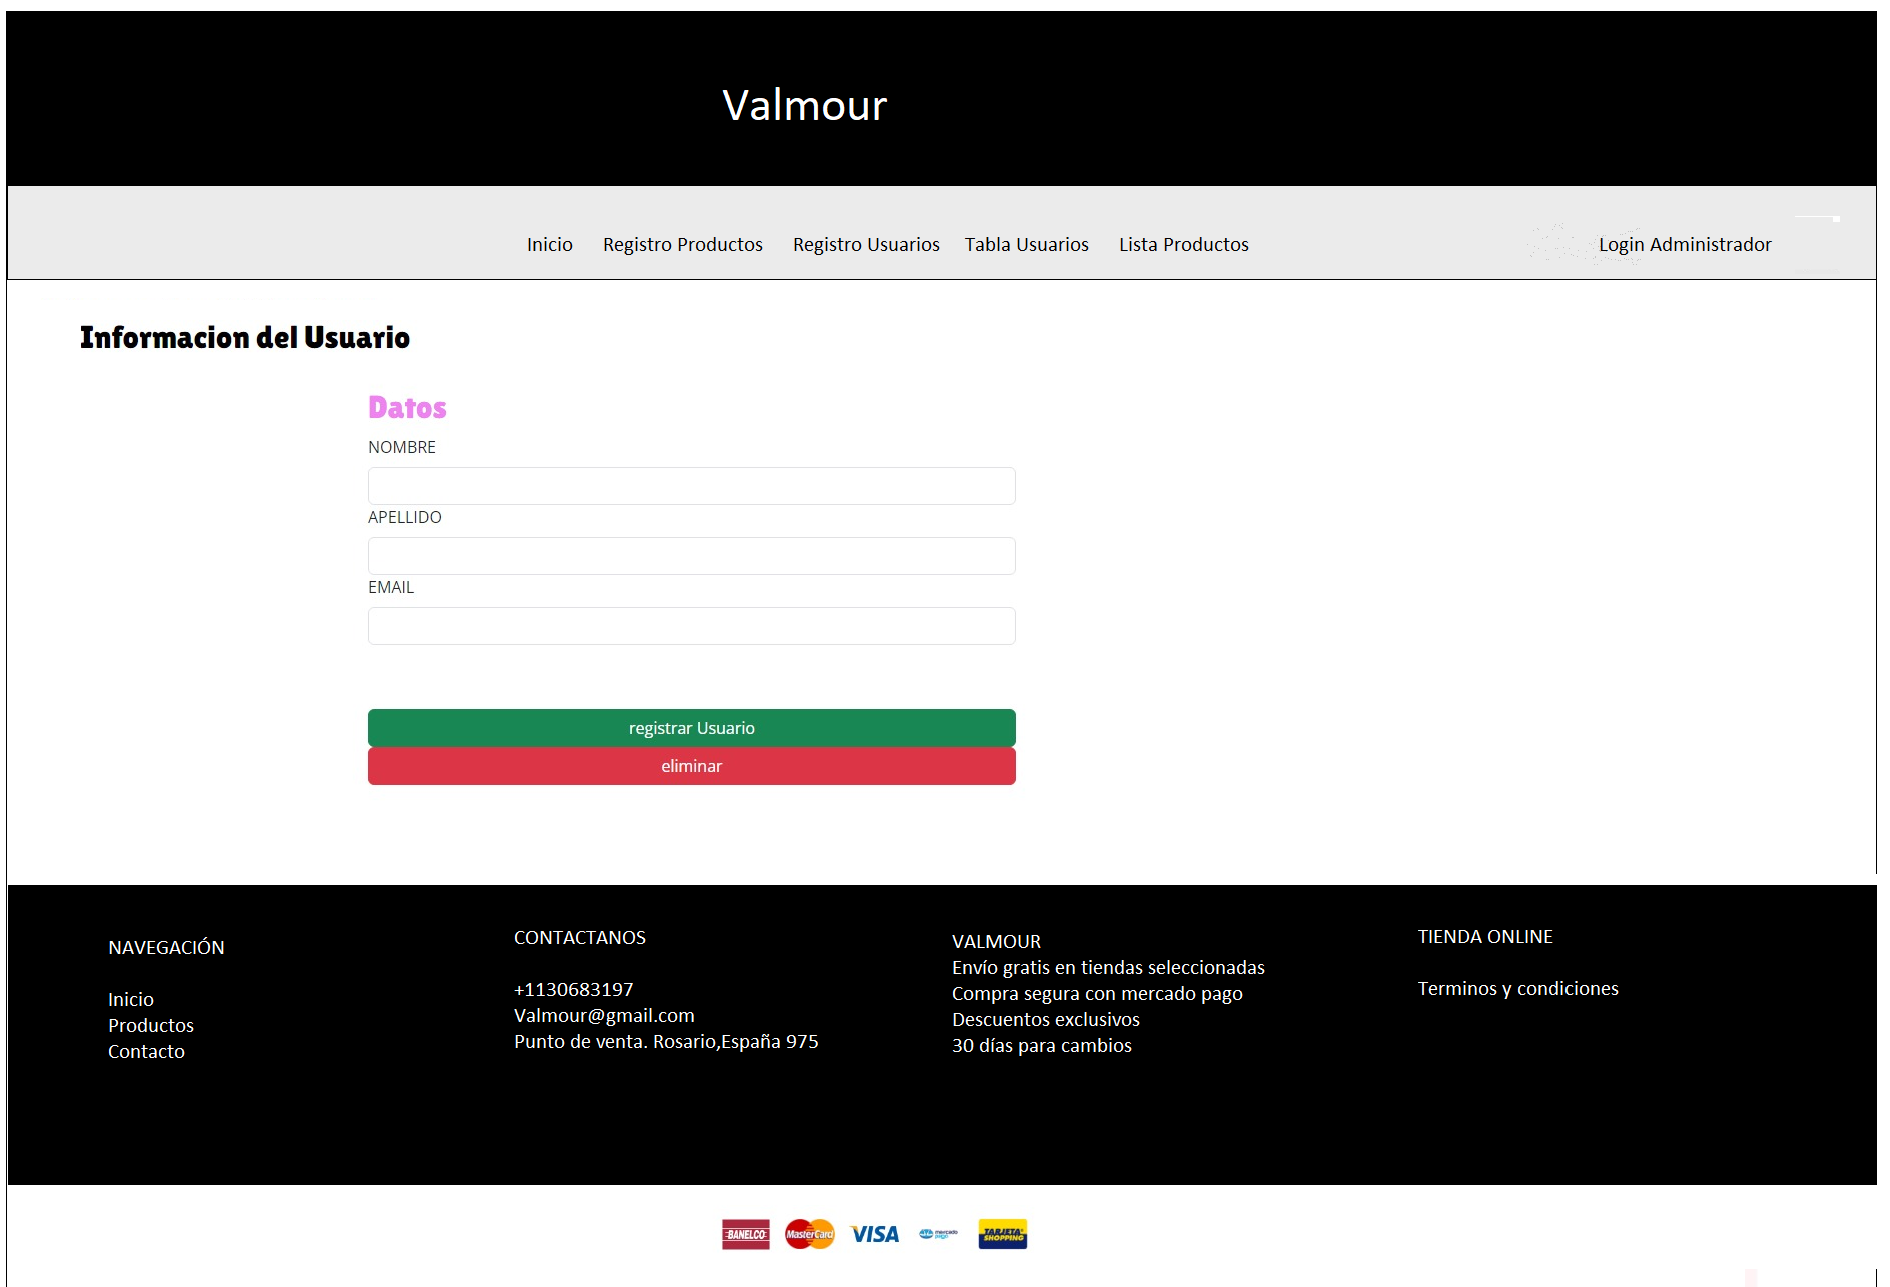 Valmour
Inicio Registro Productos Registro Usuarios Tabla Usuarios Lista Productos Login Administrador
Informacion del Usuario
Datos
NOMBRE
APELLIDO
EMAIL
registrar Usuario
eliminar
NAVEGACIÓN
Inicio
Productos
Contacto
CONTACTANOS
+1130683197
Valmour@gmail.com
Punto de venta. Rosario,España 975
VALMOUR
Envío gratis en tiendas seleccionadas
Compra segura con mercado pago
Descuentos exclusivos
30 días para cambios
TIENDA ONLINE
Terminos y condiciones
BANELCO MasterCard VISA mercado pago TARJETA SHOPPING